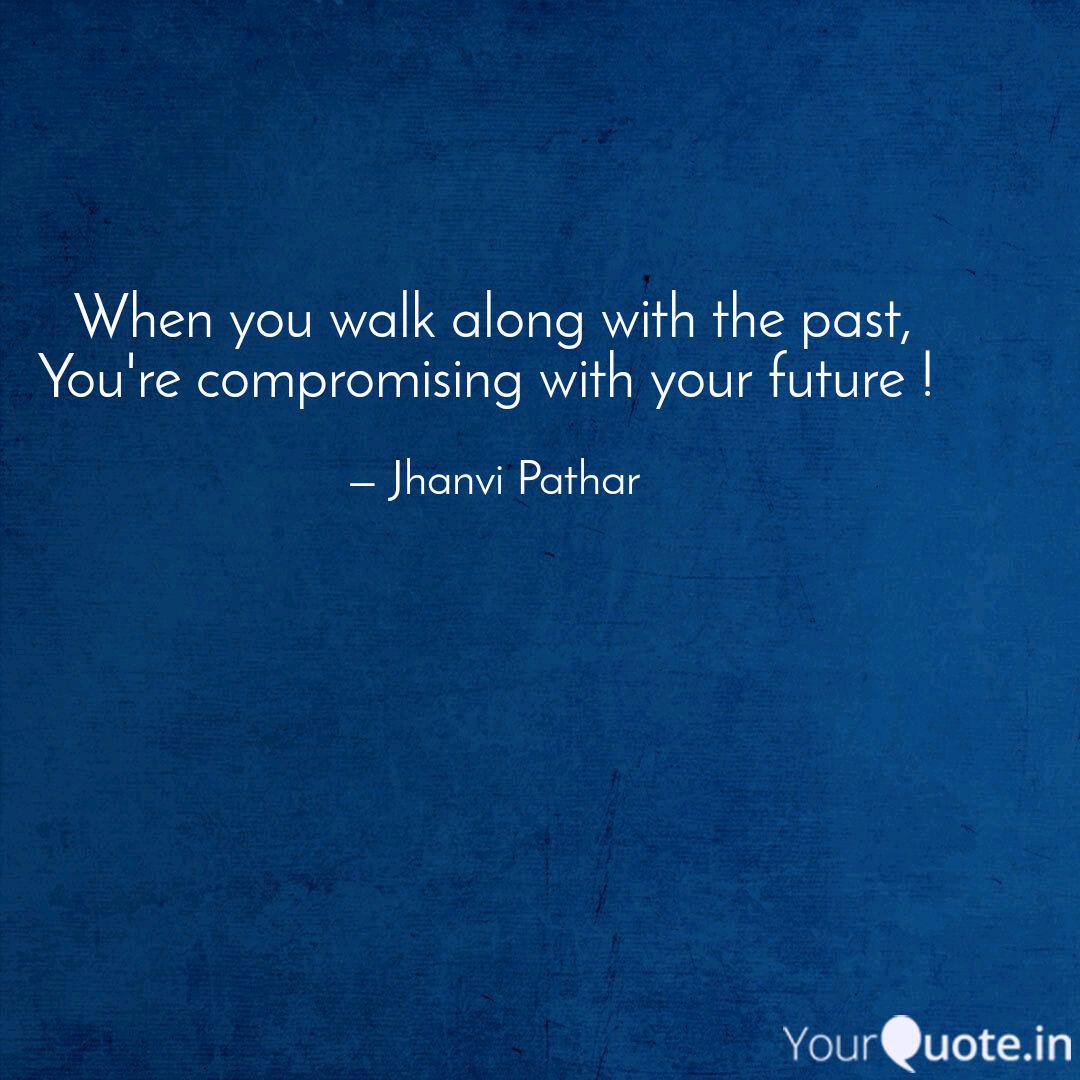 When you walk along with the past,
You're compromising with your future !
– Jhanvi Pathar
YourQuote.in